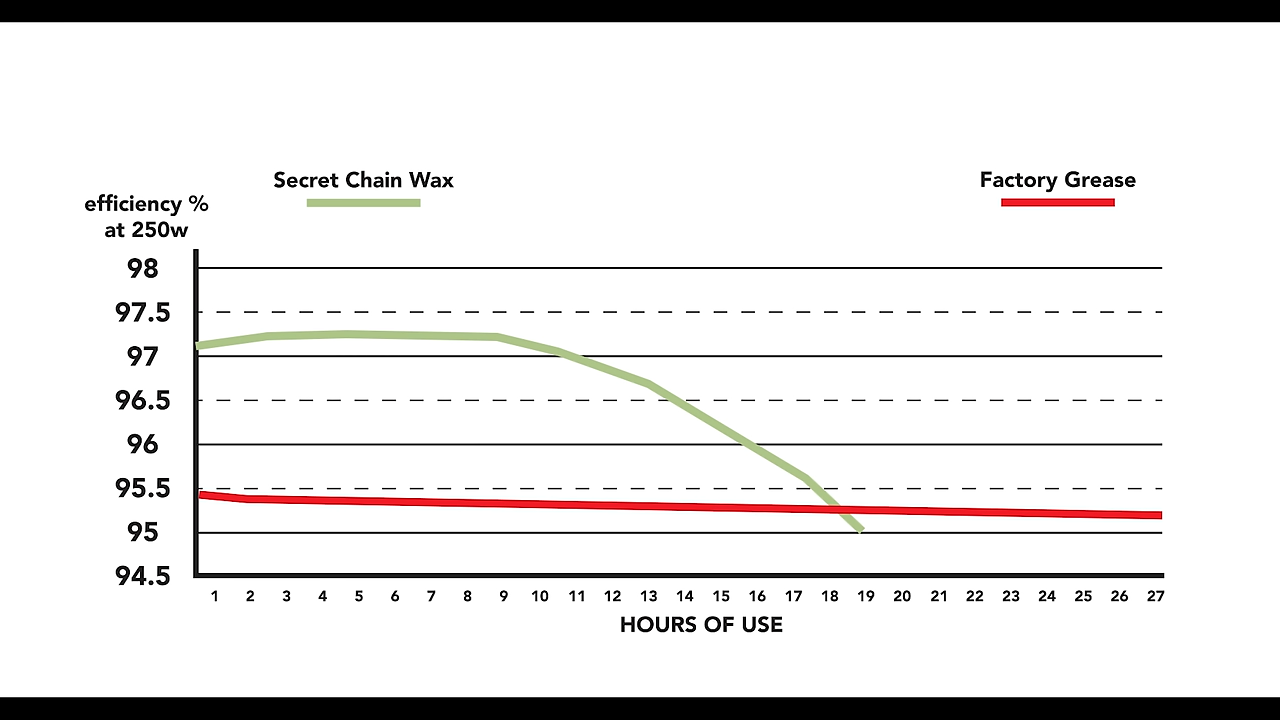 Secret Chain Wax
Factory Grease
efficiency %
at 250w
98
97.5
97
96.5
96
95.5
95
94.5
1 2 3 4 5 6 7 8 9 10 11 12 13 14 15 16 17 18 19 20 21 22 23 24 25 26 27
HOURS OF USE